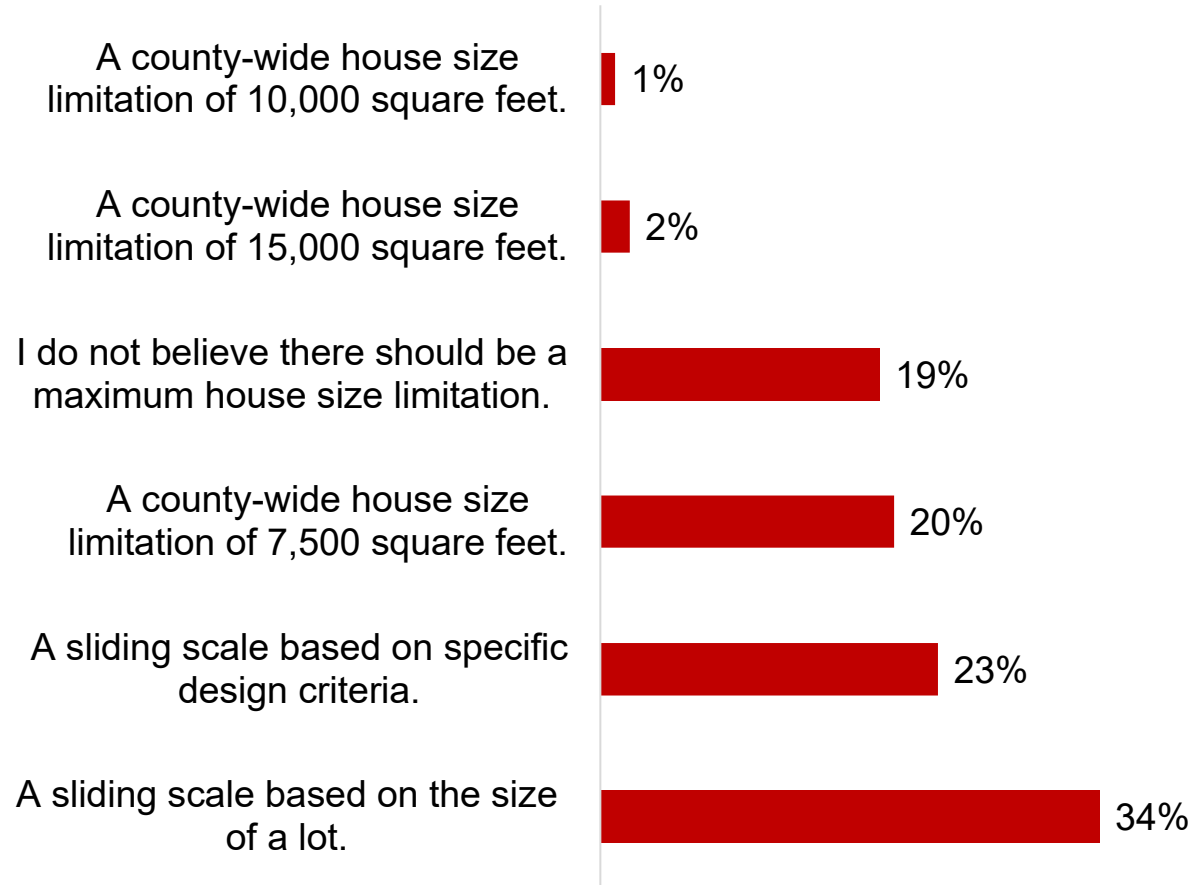 A county-wide house size
limitation of 10,000 square feet.
1%
A county-wide house size
limitation of 15,000 square feet.
2%
I do not believe there should be a
maximum house size limitation.
19%
A county-wide house size
limitation of 7,500 square feet.
20%
A sliding scale based on specific
design criteria.
23%
A sliding scale based on the size
of a lot.
34%